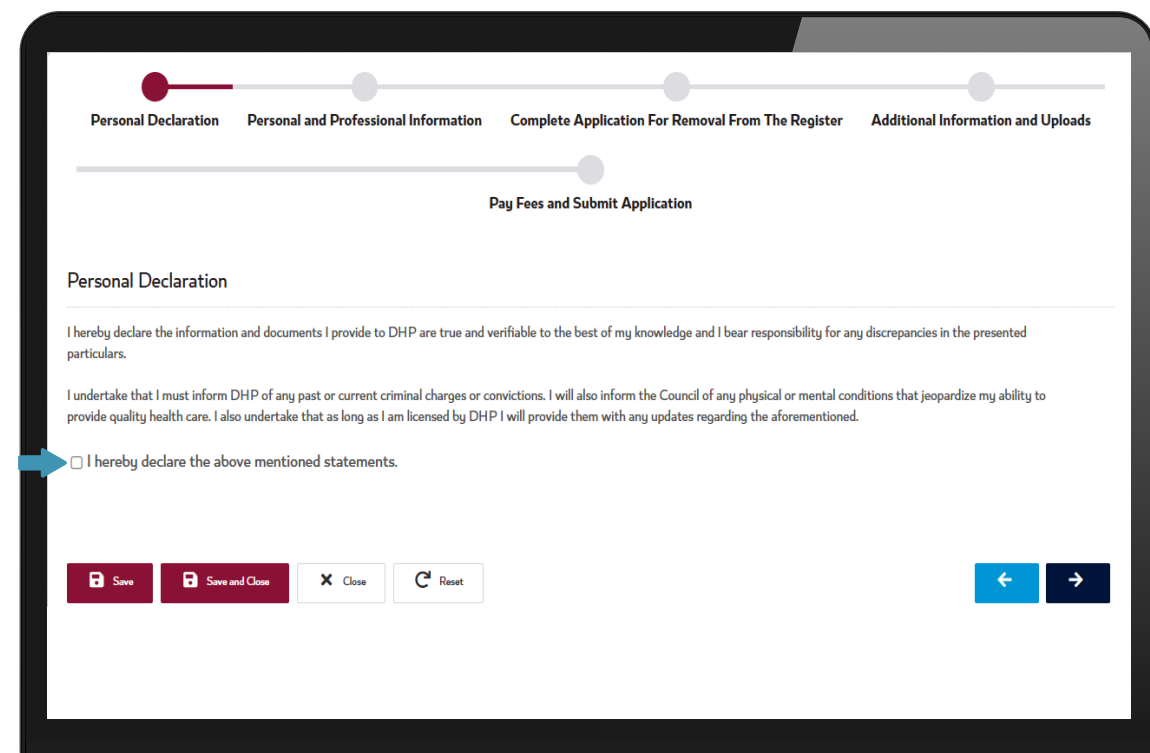 Personal Declaration Personal and Professional Information Complete Application For Removal From The Register Additional Information and Uploads
Pay Fees and Submit Application
Personal Declaration
I hereby declare the information and documents I provide to DHP are true and verifiable to the best of my knowledge and I bear responsibility for any discrepancies in the presented
particulars.
I undertake that I must inform DHP of any past or current criminal charges or convictions. I will also inform the Council of any physical or mental conditions that jeopardize my ability to
provide quality health care. I also undertake that as long as I am licensed by DHP I will provide them with any updates regarding the aforementioned.
I hereby declare the above mentioned statements.
Save Save and Close Close Reset